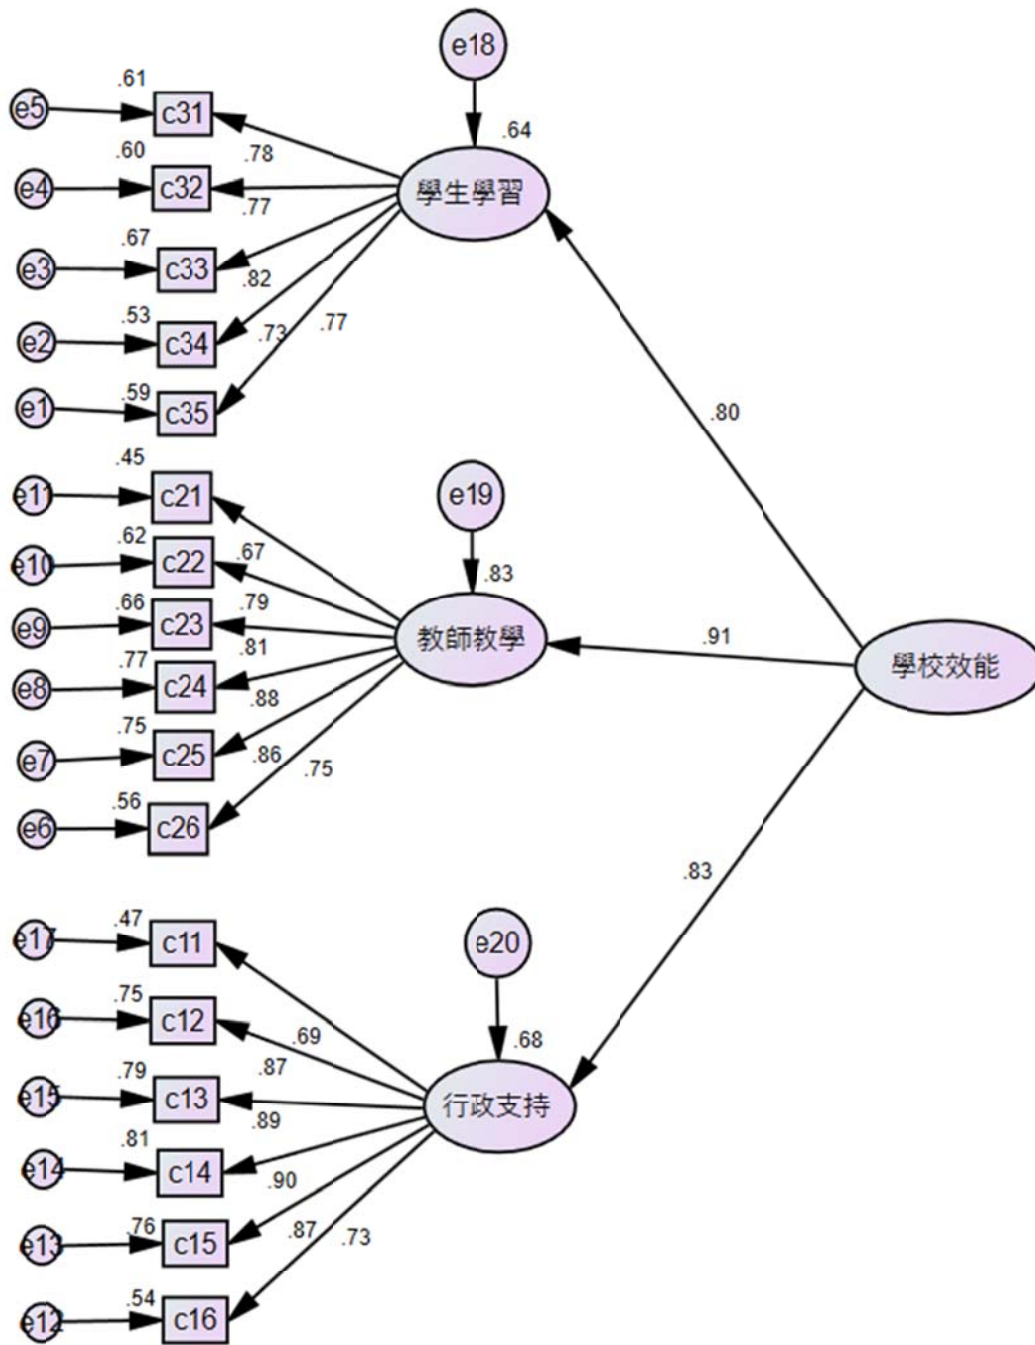 e18
.64
學生學習
.61
e5
c31
.78
.60
e4
c32
.77
.67
e3
c33
.82
.53
e2
c34
.73
.77
.59
e1
c35
.80
.45
e11
c21
.67
e19
.83
教師教學
.62
e10
c22
.79
.66
e9
c23
.81
.77
e8
c24
.88
.75
e7
c25
.86
.75
.56
e6
c26
.91
學校效能
.83
.47
e17
c11
.69
e20
.68
行政支持
.75
e16
c12
.87
.79
e15
c13
.89
.81
e14
c14
.90
.76
e13
c15
.87
.73
.54
e12
c16